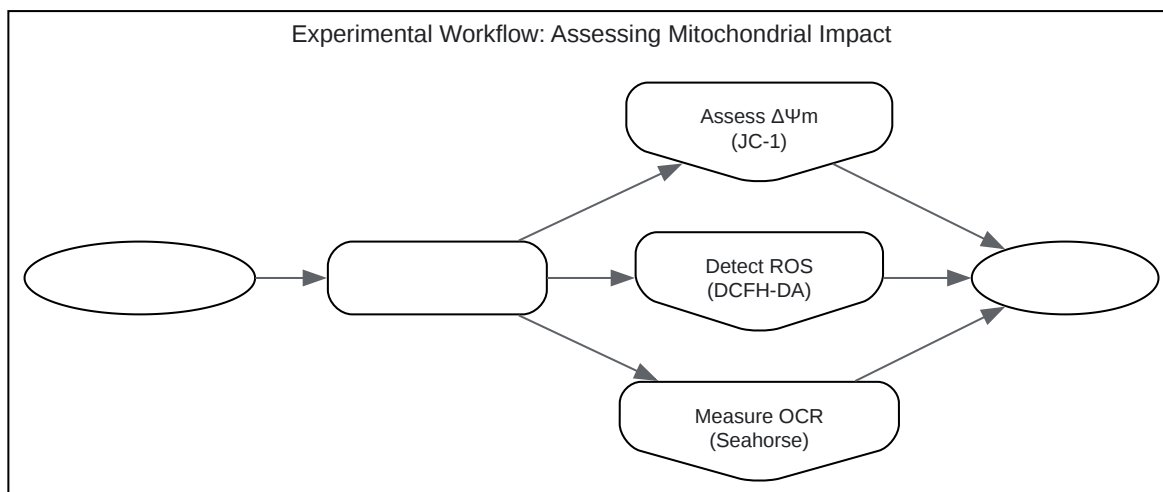 Experimental Workflow: Assessing Mitochondrial Impact
Assess ΔΨm
(JC-1)
Detect ROS
(DCFH-DA)
Measure OCR
(Seahorse)